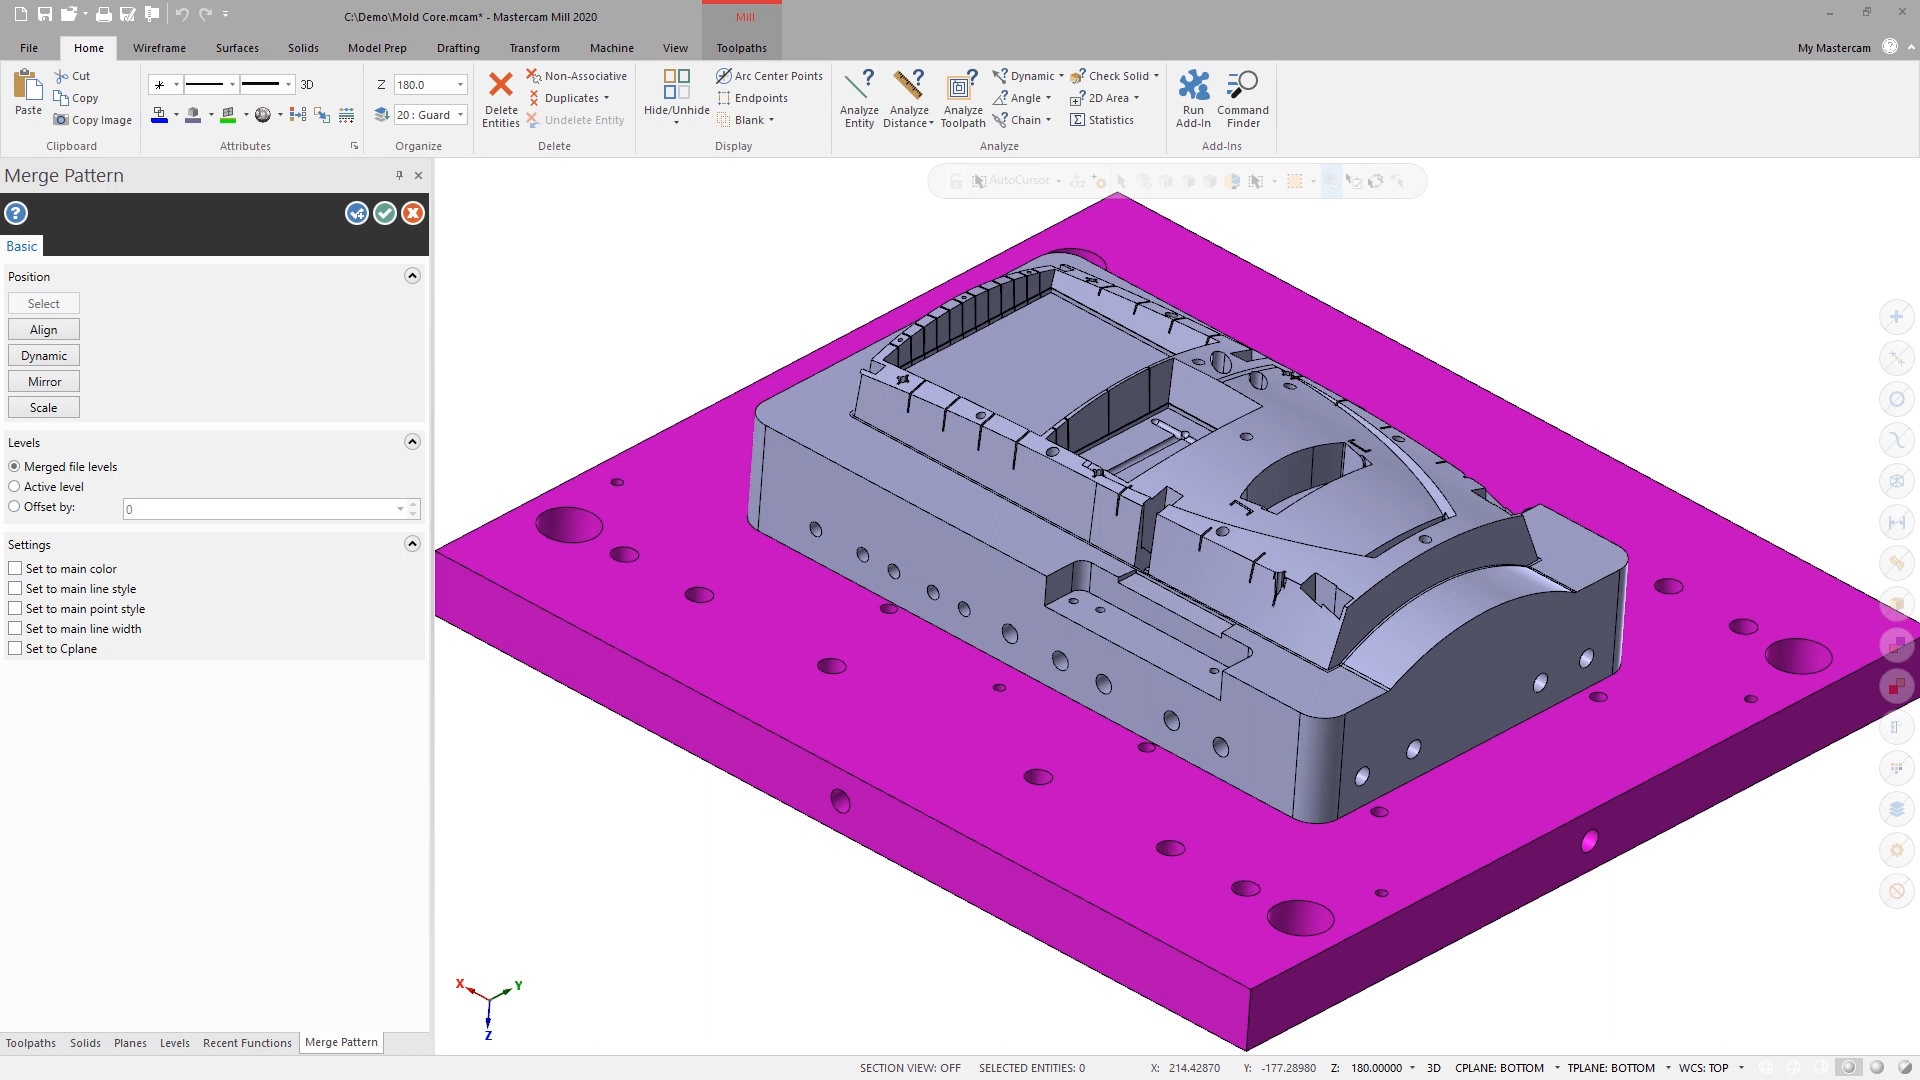 C:\Demo\Mold Core.mcam* - Mastercam Mill 2020
Mill
File Home Wireframe Surfaces Solids Model Prep Drafting Transform Machine View Toolpaths My Mastercam
Paste
Cut
Copy
Copy Image
Clipboard
3D
Attributes
Z 180.0
20 : Guard
Organize
Delete Entities
Non-Associative
Duplicates
Undelete Entity
Delete
Hide/Unhide
Arc Center Points
Endpoints
Blank
Display
Analyze Entity
Analyze Distance
Analyze Toolpath
Dynamic
Angle
Chain
Check Solid
2D Area
Statistics
Analyze
Run Add-In
Command Finder
Add-Ins
Merge Pattern
Basic
Position
Select
Align
Dynamic
Mirror
Scale
Levels
Merged file levels
Active level
Offset by: 0
Settings
Set to main color
Set to main line style
Set to main point style
Set to main line width
Set to Cplane
AutoCursor
X
Y
Z
Toolpaths Solids Planes Levels Recent Functions Merge Pattern
SECTION VIEW: OFF SELECTED ENTITIES: 0 X: 214.42870 Y: -177.28980 Z: 180.00000 3D CPLANE: BOTTOM TPLANE: BOTTOM WCS: TOP